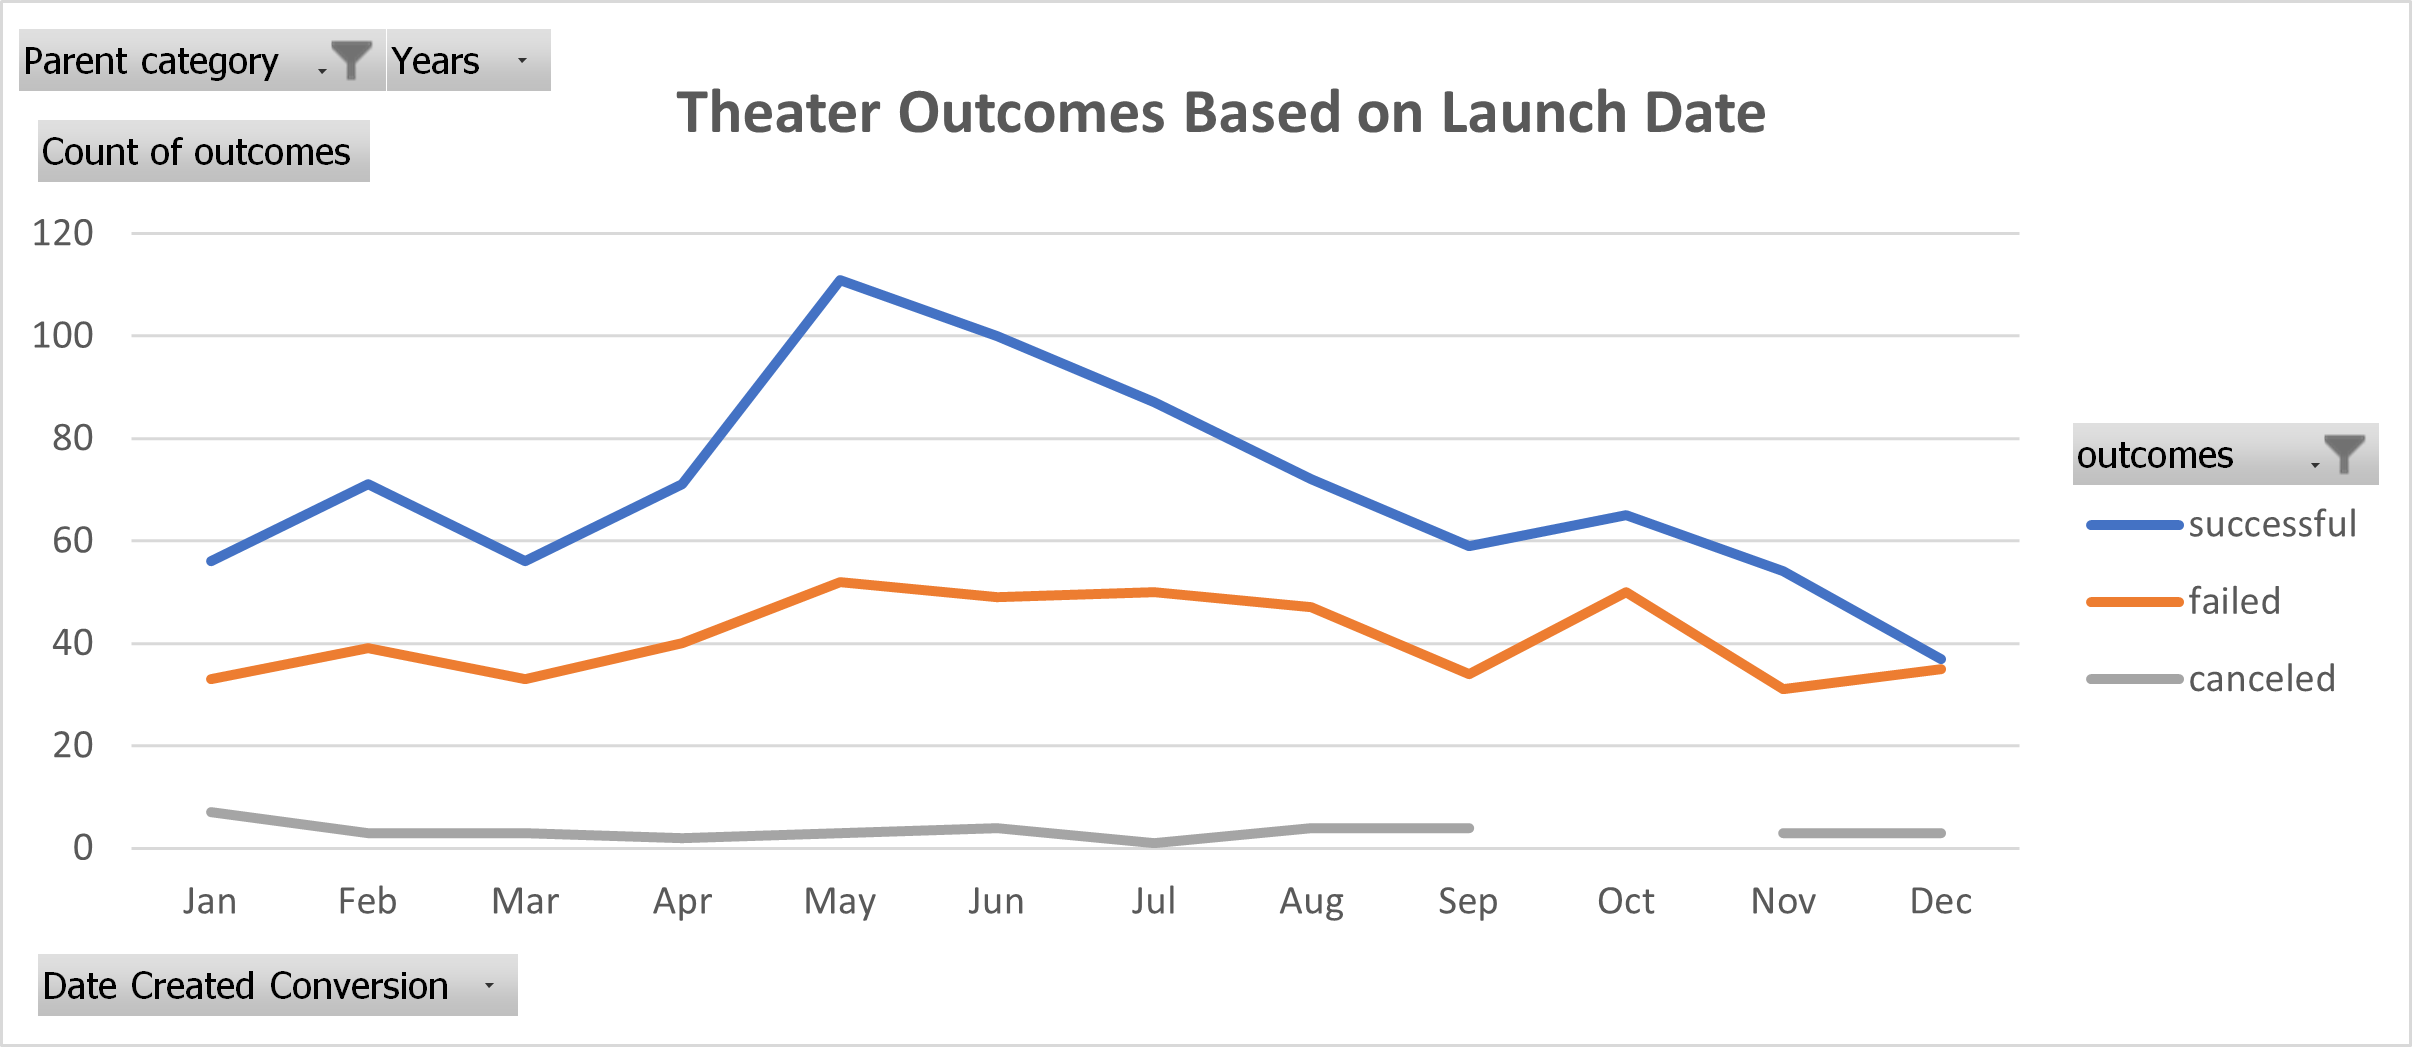 Parent category Years
Theater Outcomes Based on Launch Date
Count of outcomes
120
100
80
60
40
20
0
Jan Feb Mar Apr May Jun Jul Aug Sep Oct Nov Dec
outcomes
successful
failed
canceled
Date Created Conversion